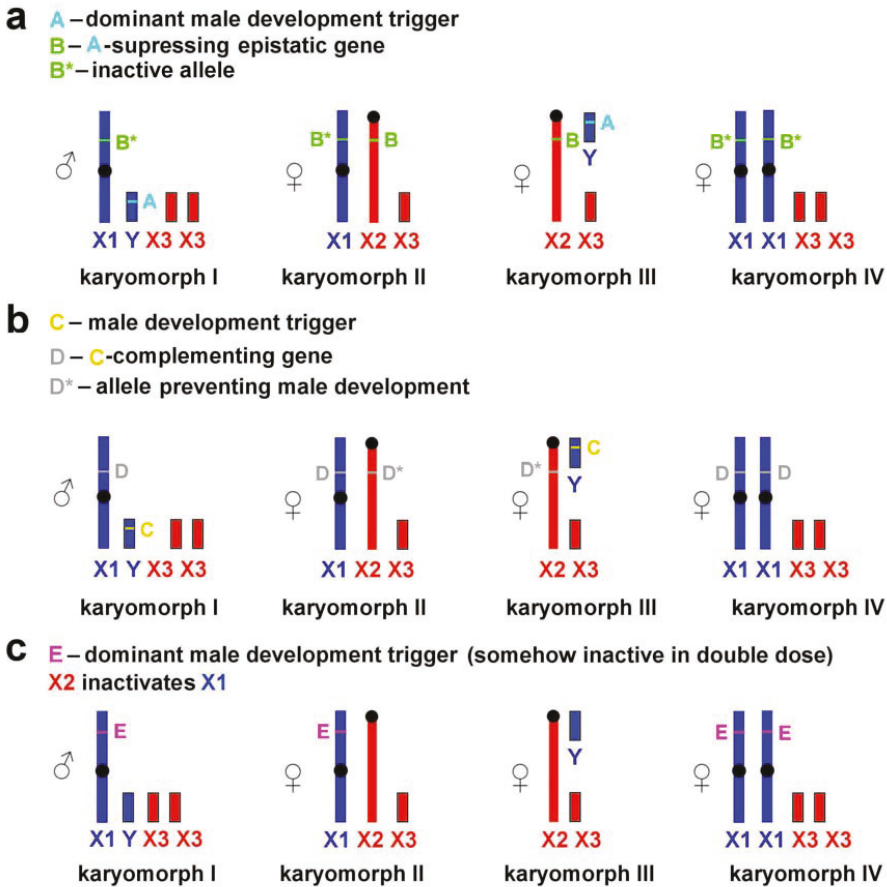 a
A – dominant male development trigger
B – A-supressing epistatic gene
B* – inactive allele
♂ B* A
♀ B* B
♀ B A Y
♀ B* B*
X1 Y X3 X3
X1 X2 X3
X2 X3
X1 X1 X3 X3
karyomorph I
karyomorph II
karyomorph III
karyomorph IV
b
C – male development trigger
D – C-complementing gene
D* – allele preventing male development
♂ D C
♀ D D*
♀ D* C Y
♀ D D
X1 Y X3 X3
X1 X2 X3
X2 X3
X1 X1 X3 X3
karyomorph I
karyomorph II
karyomorph III
karyomorph IV
c
E – dominant male development trigger (somehow inactive in double dose)
X2 inactivates X1
♂ E
♀ E
♀ Y
♀ E E
X1 Y X3 X3
X1 X2 X3
X2 X3
X1 X1 X3 X3
karyomorph I
karyomorph II
karyomorph III
karyomorph IV